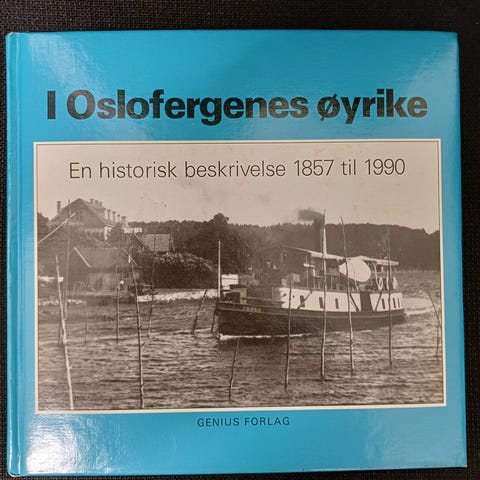 I Oslofergenes øyrike
En historisk beskrivelse 1857 til 1990
GENIUS FORLAG